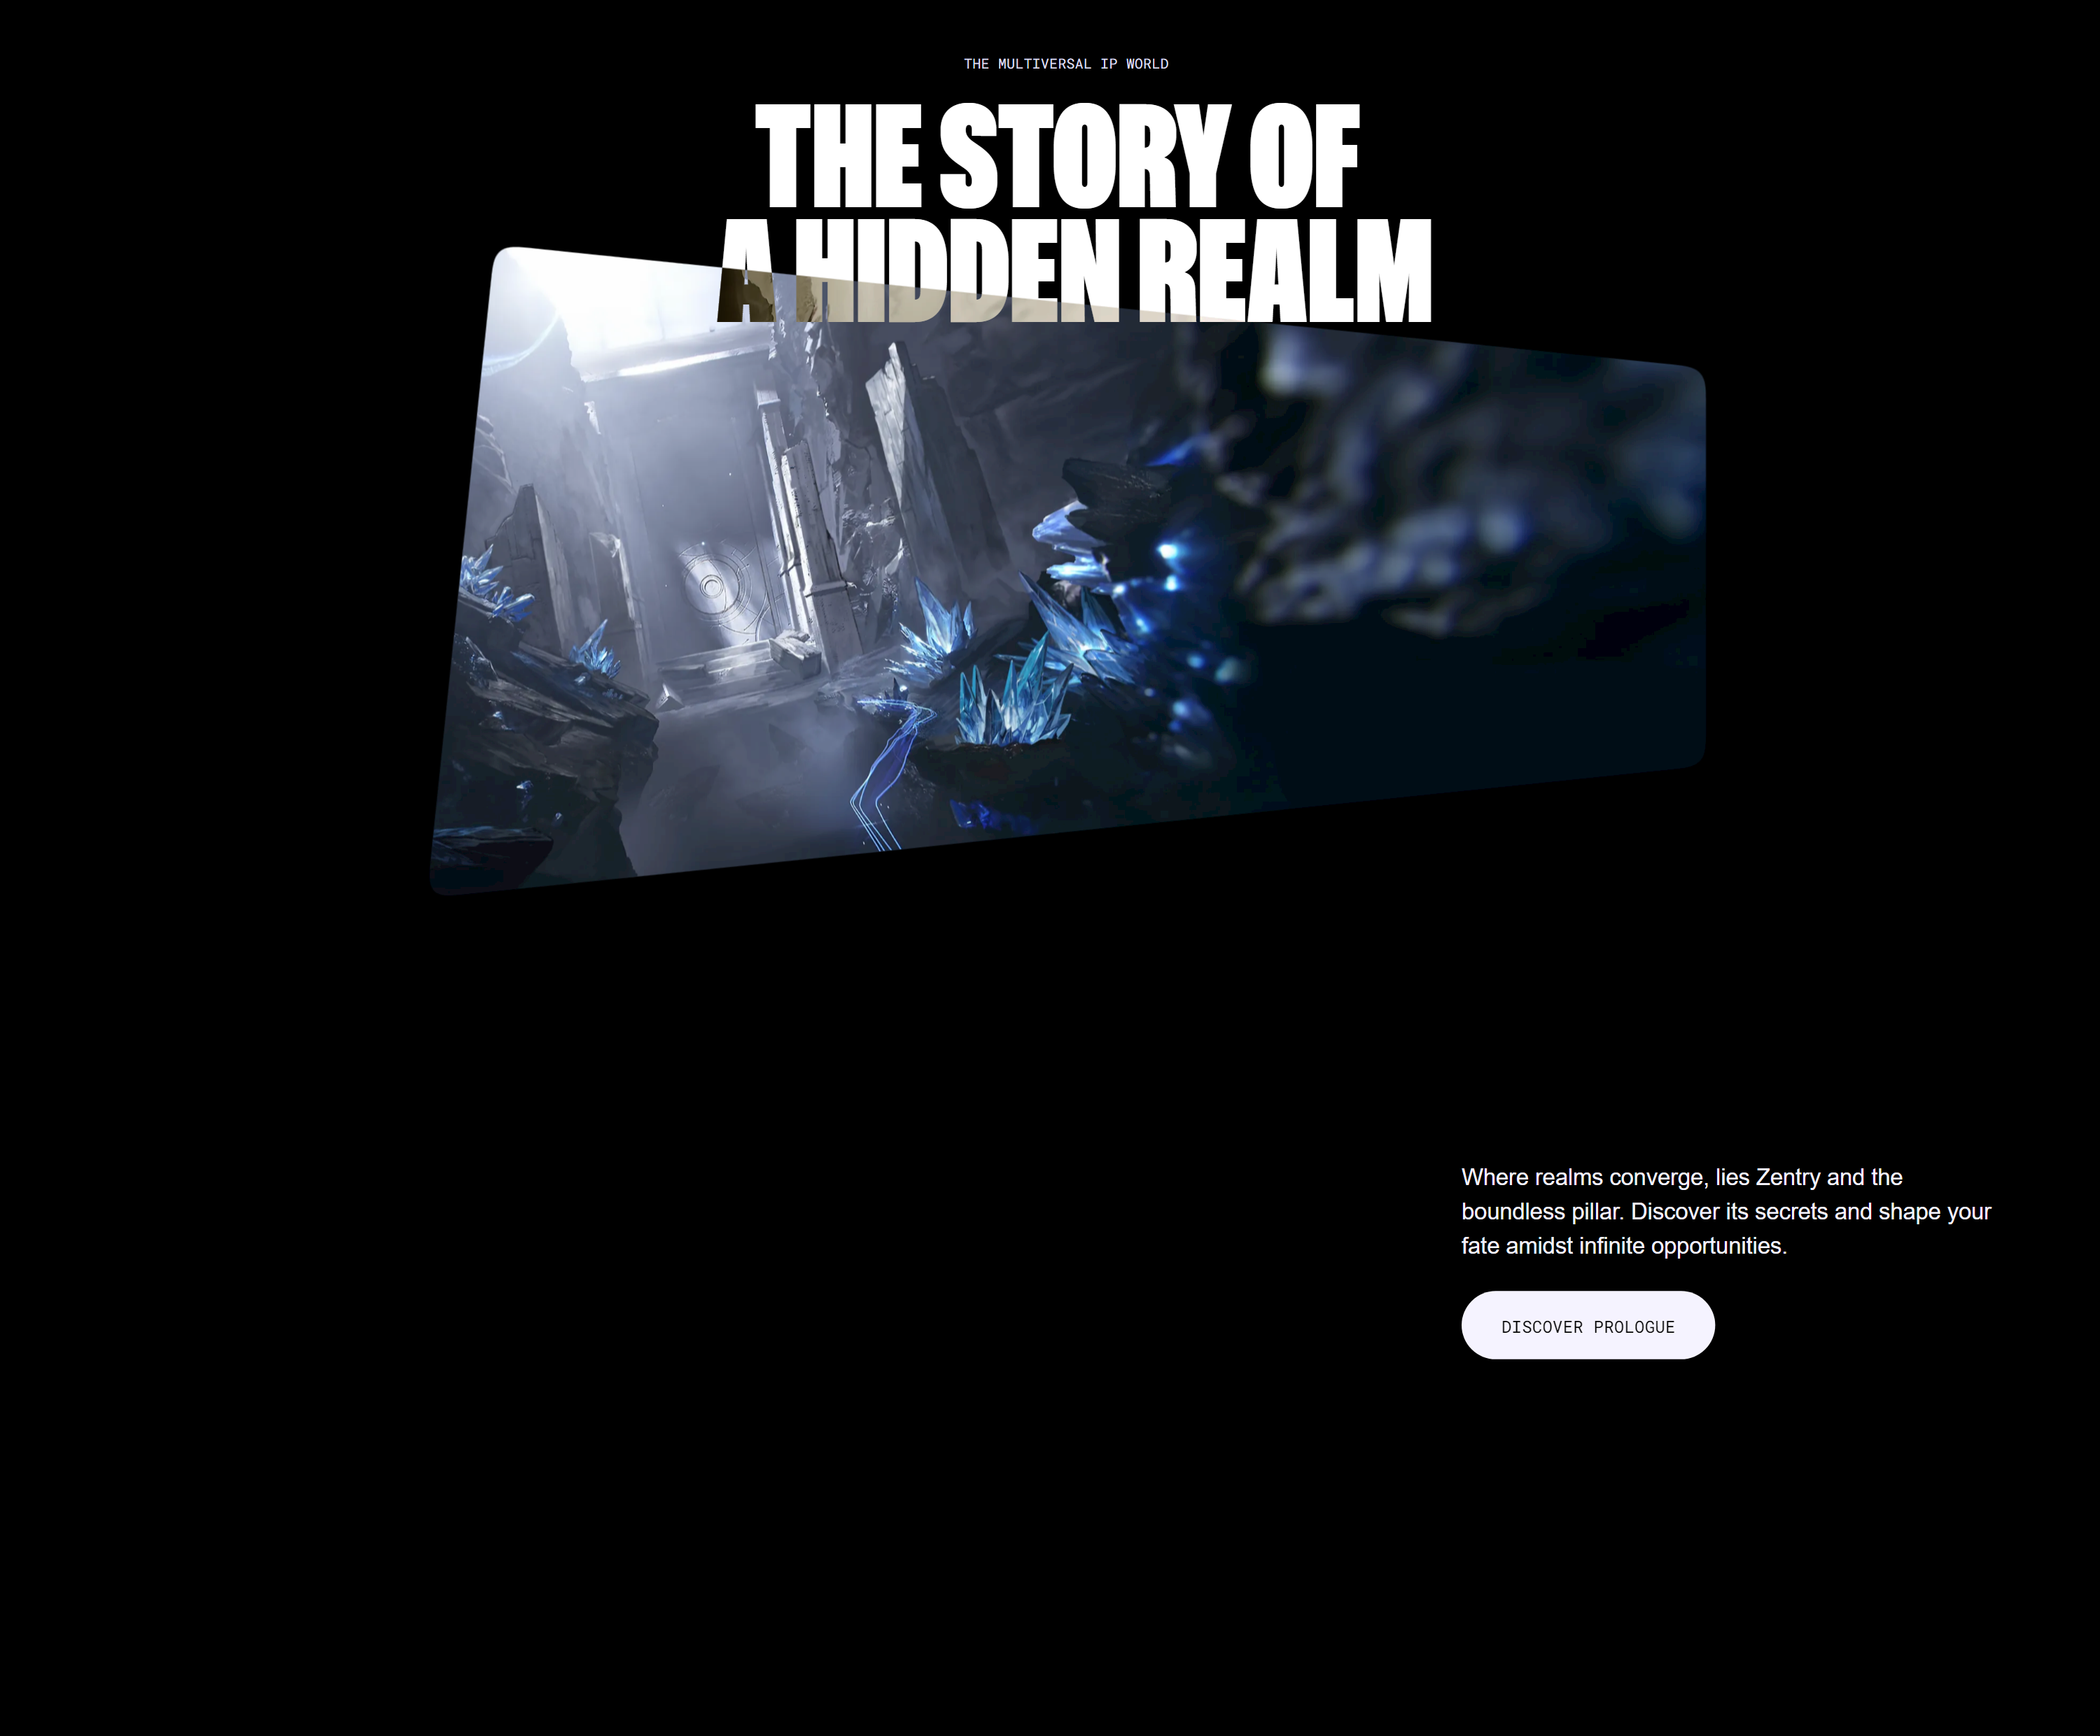 THE MULTIVERSAL IP WORLD
THE STORY OF
A HIDDEN REALM
Where realms converge, lies Zentry and the
boundless pillar. Discover its secrets and shape your
fate amidst infinite opportunities.
DISCOVER PROLOGUE